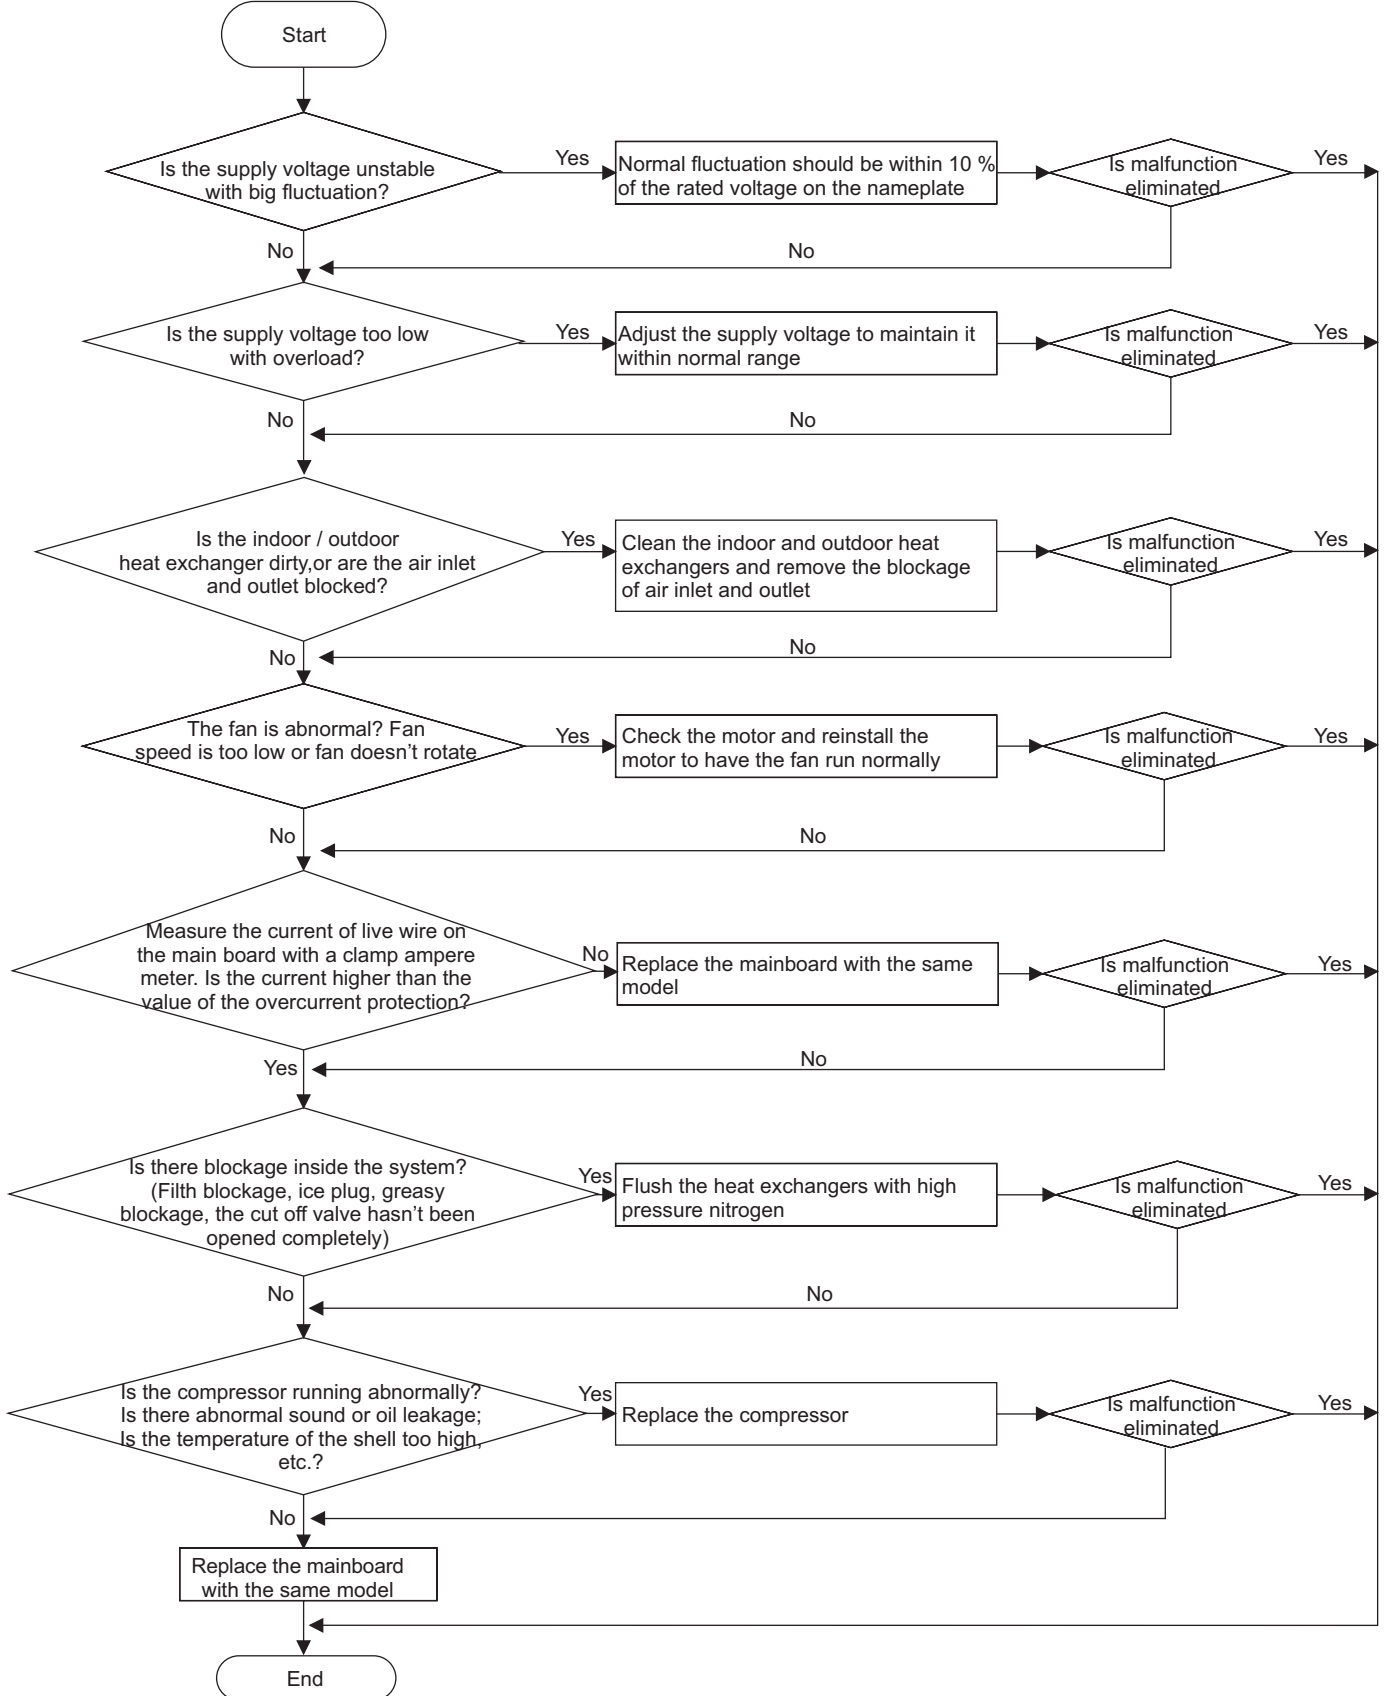 Start
Is the supply voltage unstable
with big fluctuation?
Yes
Normal fluctuation should be within 10 %
of the rated voltage on the nameplate
Is malfunction
eliminated
Yes
No
No
Is the supply voltage too low
with overload?
Yes
Adjust the supply voltage to maintain it
within normal range
Is malfunction
eliminated
Yes
No
No
Is the indoor / outdoor
heat exchanger dirty,or are the air inlet
and outlet blocked?
Yes
Clean the indoor and outdoor heat
exchangers and remove the blockage
of air inlet and outlet
Is malfunction
eliminated
Yes
No
No
The fan is abnormal? Fan
speed is too low or fan doesn’t rotate
Yes
Check the motor and reinstall the
motor to have the fan run normally
Is malfunction
eliminated
Yes
No
No
Measure the current of live wire on
the main board with a clamp ampere
meter. Is the current higher than the
value of the overcurrent protection?
No
Replace the mainboard with the same
model
Is malfunction
eliminated
Yes
Yes
No
Is there blockage inside the system?
(Filth blockage, ice plug, greasy
blockage, the cut off valve hasn’t been
opened completely)
Yes
Flush the heat exchangers with high
pressure nitrogen
Is malfunction
eliminated
Yes
No
No
Is the compressor running abnormally?
Is there abnormal sound or oil leakage;
Is the temperature of the shell too high,
etc.?
Yes
Replace the compressor
Is malfunction
eliminated
Yes
No
Replace the mainboard
with the same model
End